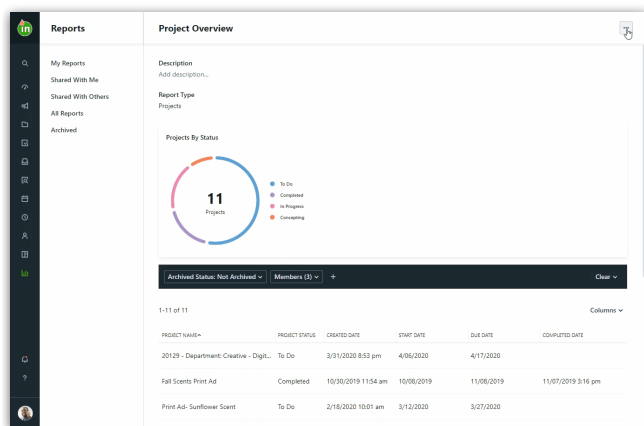 in
Reports
Project Overview
My Reports
Shared With Me
Shared With Others
All Reports
Archived
Description
Add description...
Report Type
Projects
Projects By Status
11
Projects
To Do
Completed
In Progress
Concepting
Archived Status: Not Archived
Members (3)
+
Clear
1-11 of 11
Columns
PROJECT NAME PROJECT STATUS CREATED DATE START DATE DUE DATE COMPLETED DATE
20129 - Department: Creative - Digit... To Do 3/31/2020 8:53 pm 4/06/2020 4/17/2020
Fall Scents Print Ad Completed 10/30/2019 11:54 am 10/08/2019 11/08/2019 11/07/2019 3:16 pm
Print Ad- Sunflower Scent To Do 2/18/2020 10:01 am 3/12/2020 3/27/2020
?